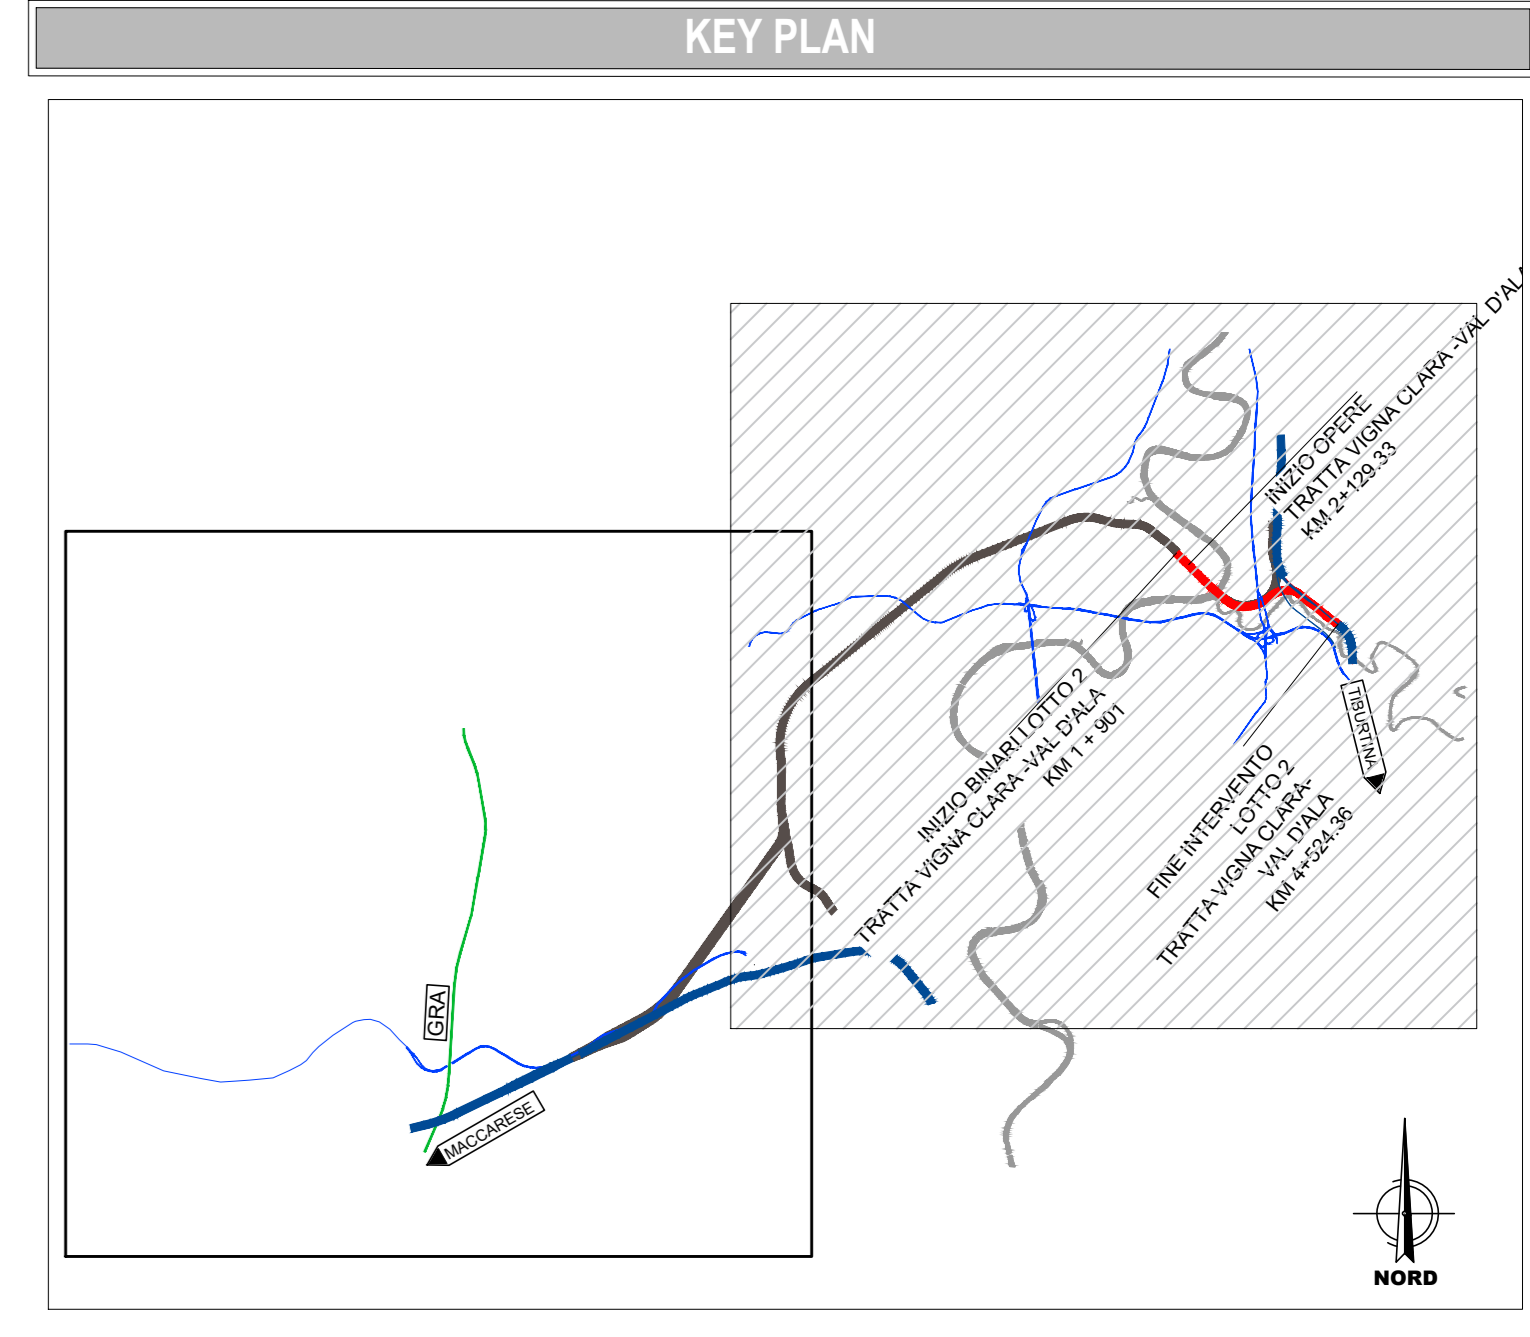 KEY PLAN
INIZIO OPERE
TRATTA VIGNA CLARA -VAL D'ALA
KM 2+129.33
INIZIO BINARI LOTTO 2
TRATTA VIGNA CLARA -VAL D'ALA
KM 1 + 901
FINE INTERVENTO
LOTTO 2
TRATTA VIGNA CLARA-
VAL D'ALA
KM 4+524.36
TIBURTINA
GRA
MACCARESE
NORD